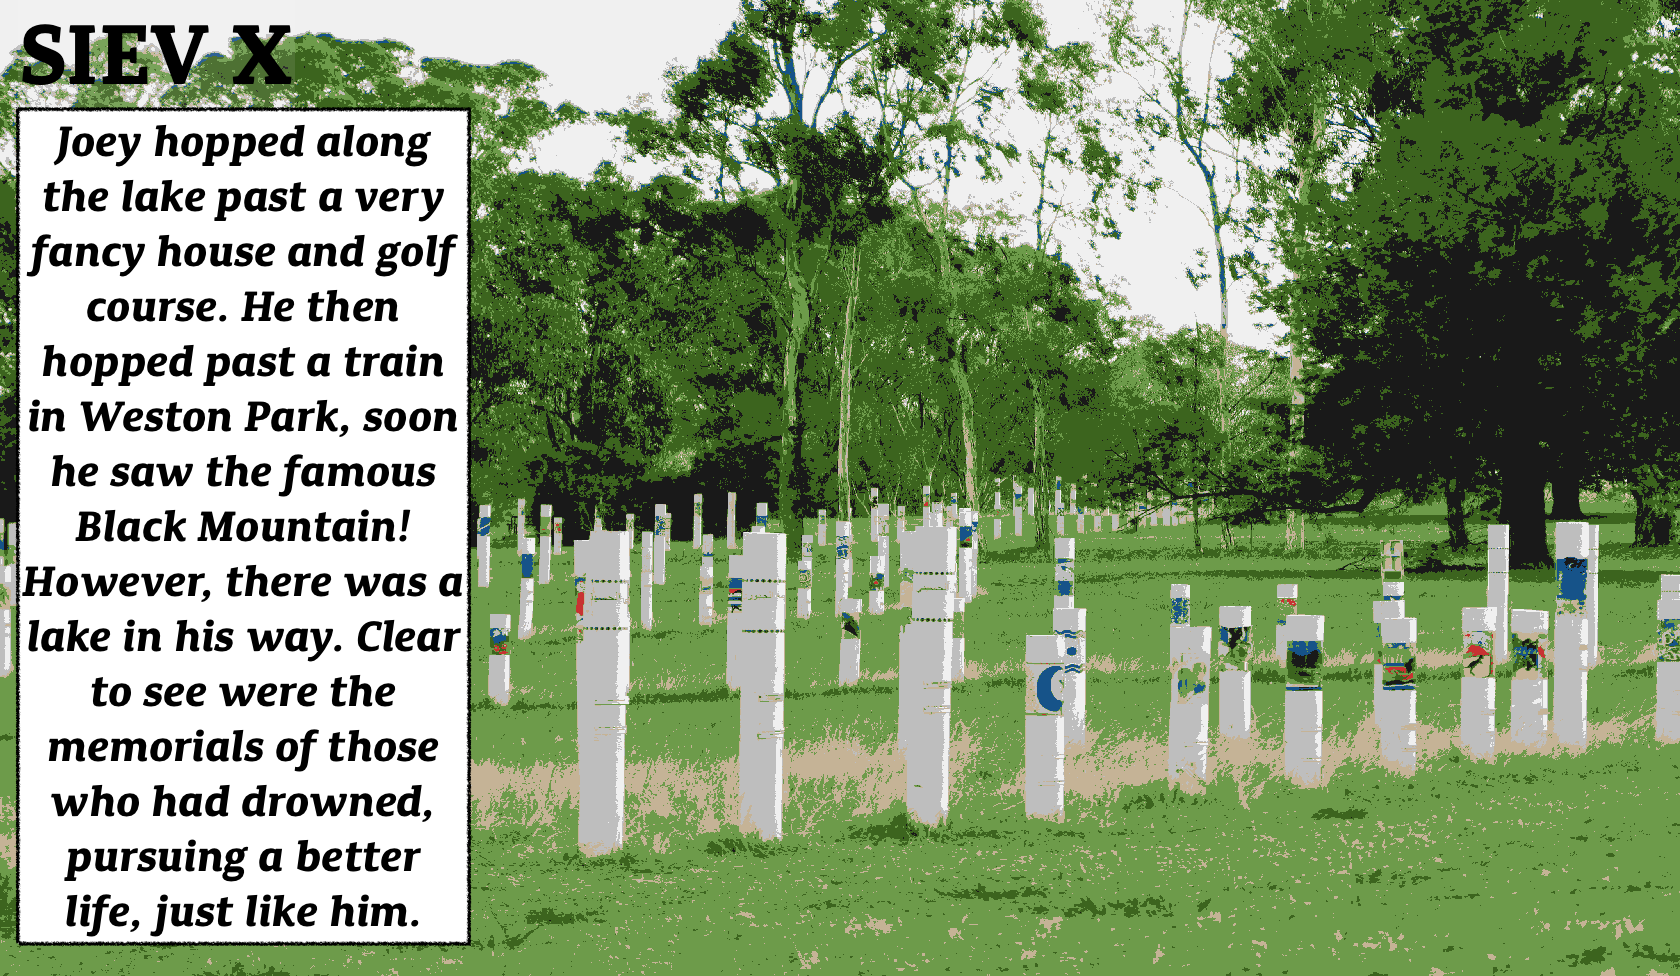 SIEV X
Joey hopped along
the lake past a very
fancy house and golf
course. He then
hopped past a train
in Weston Park, soon
he saw the famous
Black Mountain!
However, there was a
lake in his way. Clear
to see were the
memorials of those
who had drowned,
pursuing a better
life, just like him.